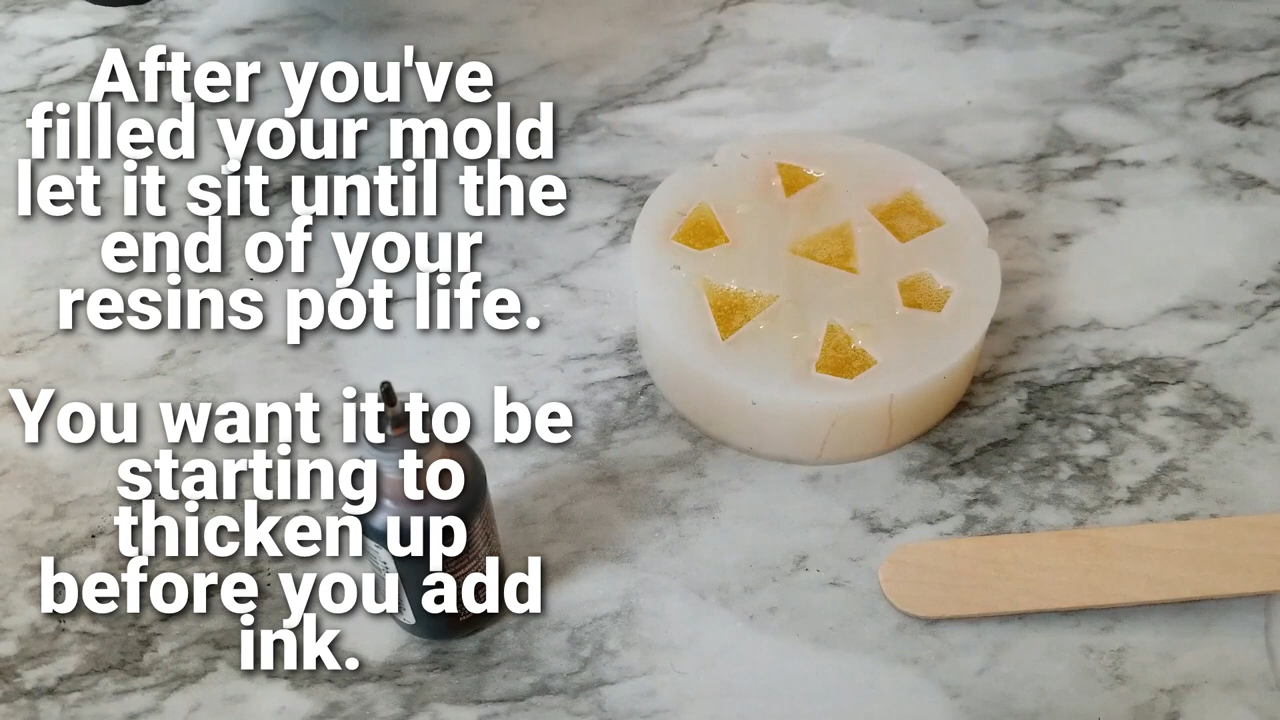 After you've
filled your mold
let it sit until the
end of your
resins pot life.
You want it to be
starting to
thicken up
before you add
ink.